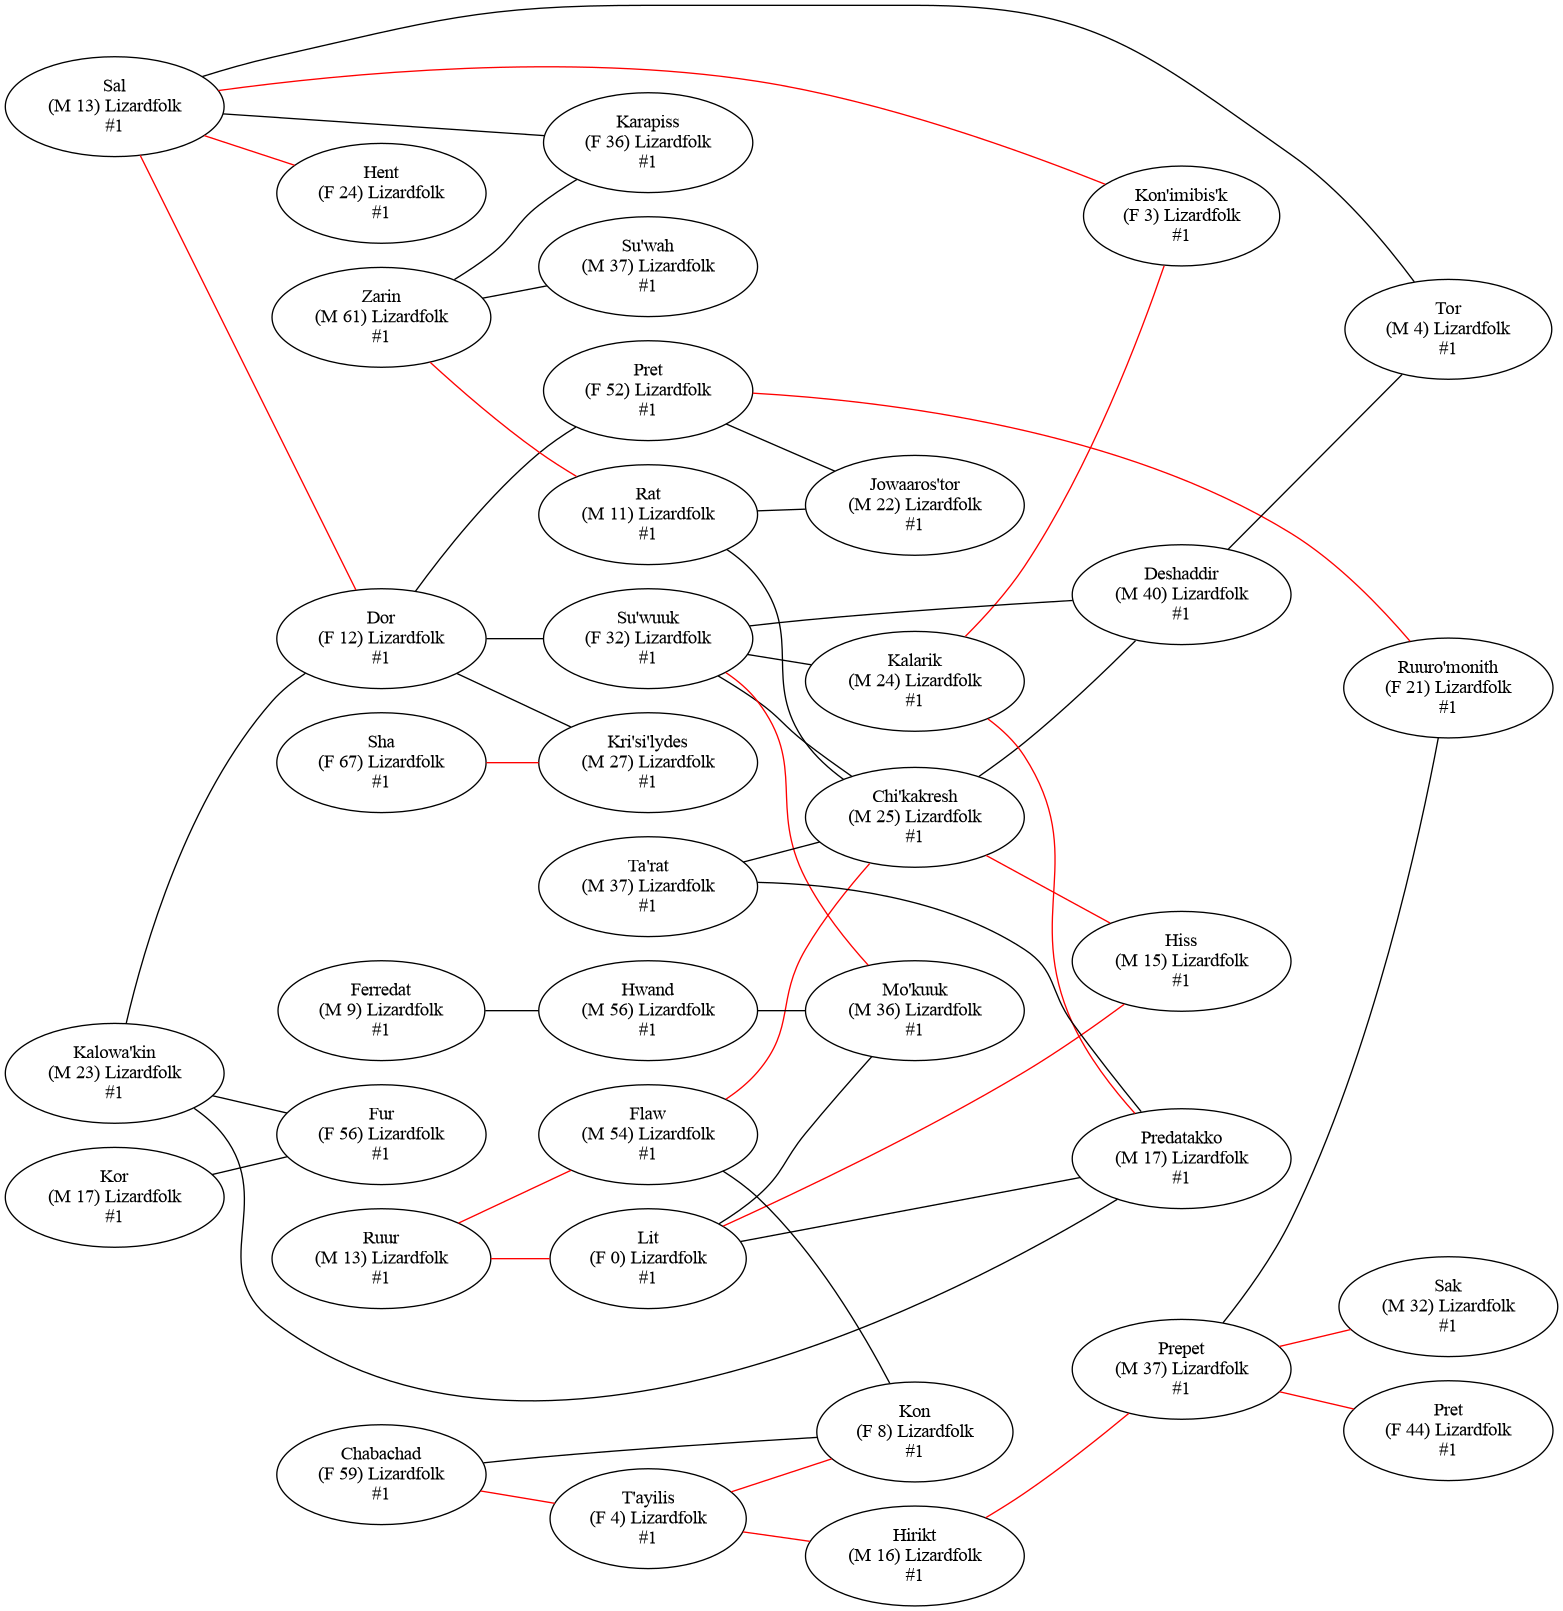 Sal
(M 13) Lizardfolk
#1
Karapiss
(F 36) Lizardfolk
#1
Hent
(F 24) Lizardfolk
#1
Kon'imibis'k
(F 3) Lizardfolk
#1
Su'wah
(M 37) Lizardfolk
#1
Zarin
(M 61) Lizardfolk
#1
Tor
(M 4) Lizardfolk
#1
Pret
(F 52) Lizardfolk
#1
Rat
(M 11) Lizardfolk
#1
Jowaaros'tor
(M 22) Lizardfolk
#1
Deshaddir
(M 40) Lizardfolk
#1
Dor
(F 12) Lizardfolk
#1
Su'wuuk
(F 32) Lizardfolk
#1
Kalarik
(M 24) Lizardfolk
#1
Ruuro'monith
(F 21) Lizardfolk
#1
Sha
(F 67) Lizardfolk
#1
Kri'si'lydes
(M 27) Lizardfolk
#1
Chi'kakresh
(M 25) Lizardfolk
#1
Ta'rat
(M 37) Lizardfolk
#1
Hiss
(M 15) Lizardfolk
#1
Ferredat
(M 9) Lizardfolk
#1
Hwand
(M 56) Lizardfolk
#1
Mo'kuuk
(M 36) Lizardfolk
#1
Kalowa'kin
(M 23) Lizardfolk
#1
Fur
(F 56) Lizardfolk
#1
Flaw
(M 54) Lizardfolk
#1
Predatakko
(M 17) Lizardfolk
#1
Kor
(M 17) Lizardfolk
#1
Ruur
(M 13) Lizardfolk
#1
Lit
(F 0) Lizardfolk
#1
Sak
(M 32) Lizardfolk
#1
Prepet
(M 37) Lizardfolk
#1
Pret
(F 44) Lizardfolk
#1
Kon
(F 8) Lizardfolk
#1
Chabachad
(F 59) Lizardfolk
#1
T'ayilis
(F 4) Lizardfolk
#1
Hirikt
(M 16) Lizardfolk
#1